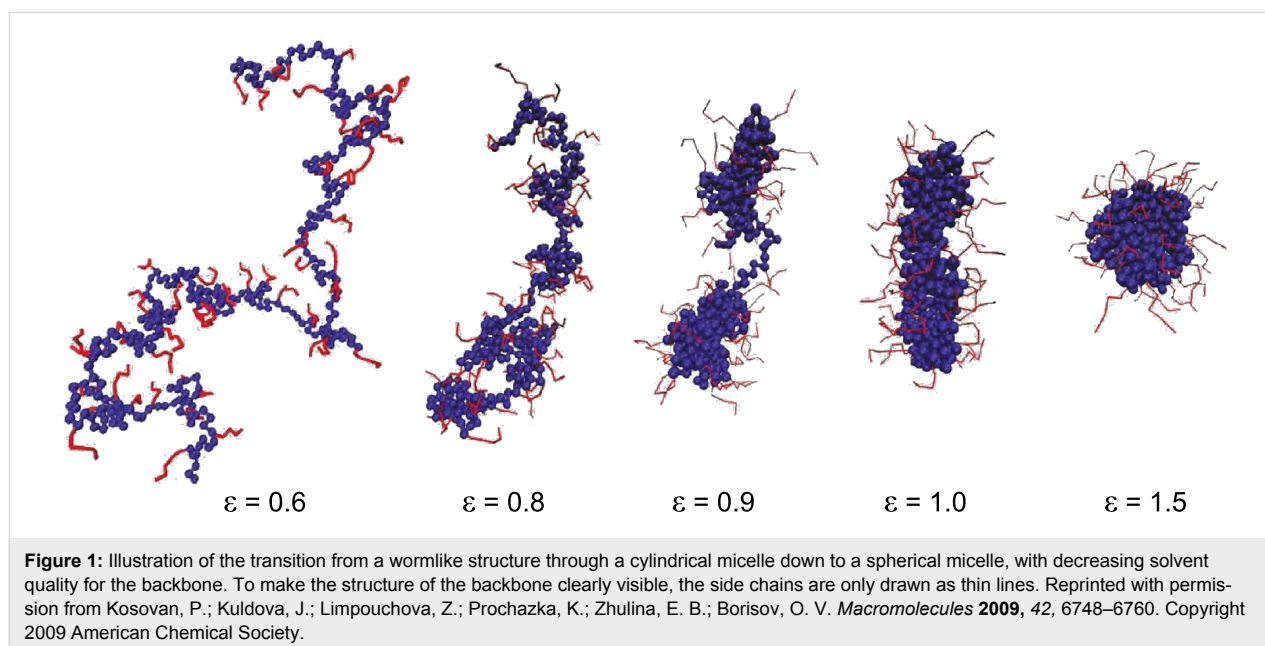 ε = 0.6 ε = 0.8 ε = 0.9 ε = 1.0 ε = 1.5
Figure 1: Illustration of the transition from a wormlike structure through a cylindrical micelle down to a spherical micelle, with decreasing solvent
quality for the backbone. To make the structure of the backbone clearly visible, the side chains are only drawn as thin lines. Reprinted with permis-
sion from Kosovan, P.; Kuldova, J.; Limpouchova, Z.; Prochazka, K.; Zhulina, E. B.; Borisov, O. V. Macromolecules 2009, 42, 6748–6760. Copyright
2009 American Chemical Society.